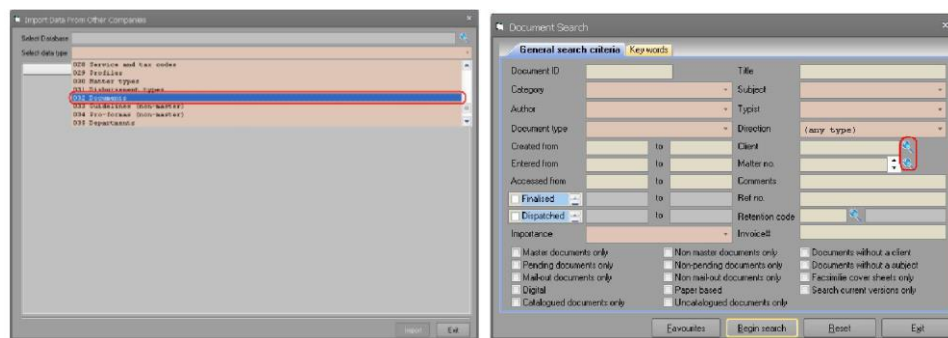 Import Data From Other Companies
Select Database
Select data type
028 Service and tax codes
029 Profiles
030 Matter types
031 Disbursement types
032 Documents
033 Guidelines (non-master)
034 Pro-formas (non-master)
035 Departments
Import Exit
Document Search
General search criteria Keywords
Document ID Title
Category Subject
Author Typist
Document type Direction (any type)
Created from to Client
Entered from to Matter no.
Accessed from to Comments
Finalised to Ref no.
Dispatched to Retention code
Importance Invoice#
Master documents only Non master documents only Documents without a client
Pending documents only Non-pending documents only Documents without a subject
Mail-out documents only Non mail-out documents only Facsimilie cover sheets only
Digital Paper based Search current versions only
Catalogued documents only Uncatalogued documents only
Favourites Begin search Reset Exit